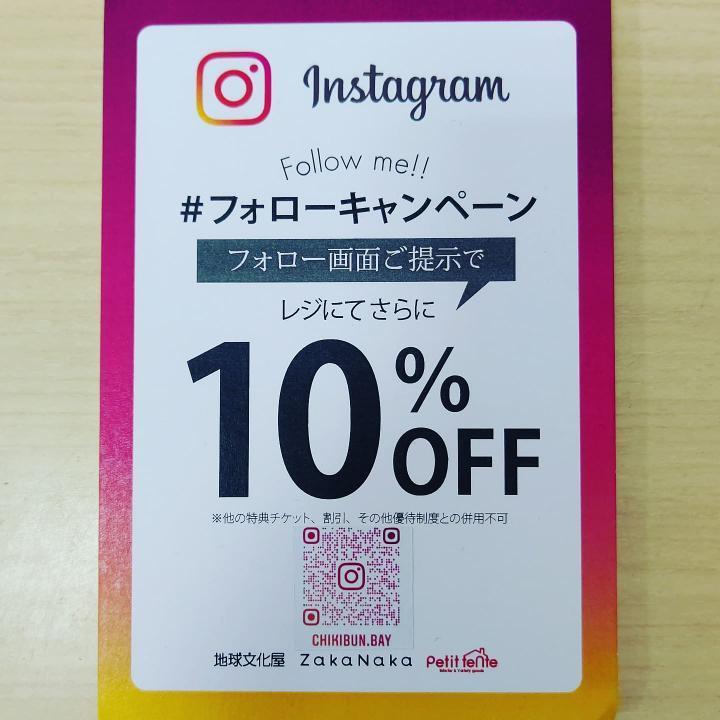 Instagram
Follow me!!
#フォローキャンペーン
フォロー画面ご提示で
レジにてさらに
10%OFF
※他の特典チケット、割引、その他優待制度との併用不可
CHIKIBUN.BAY
地球文化屋 ZakaNaka Petit fente
Interior & Variety goods